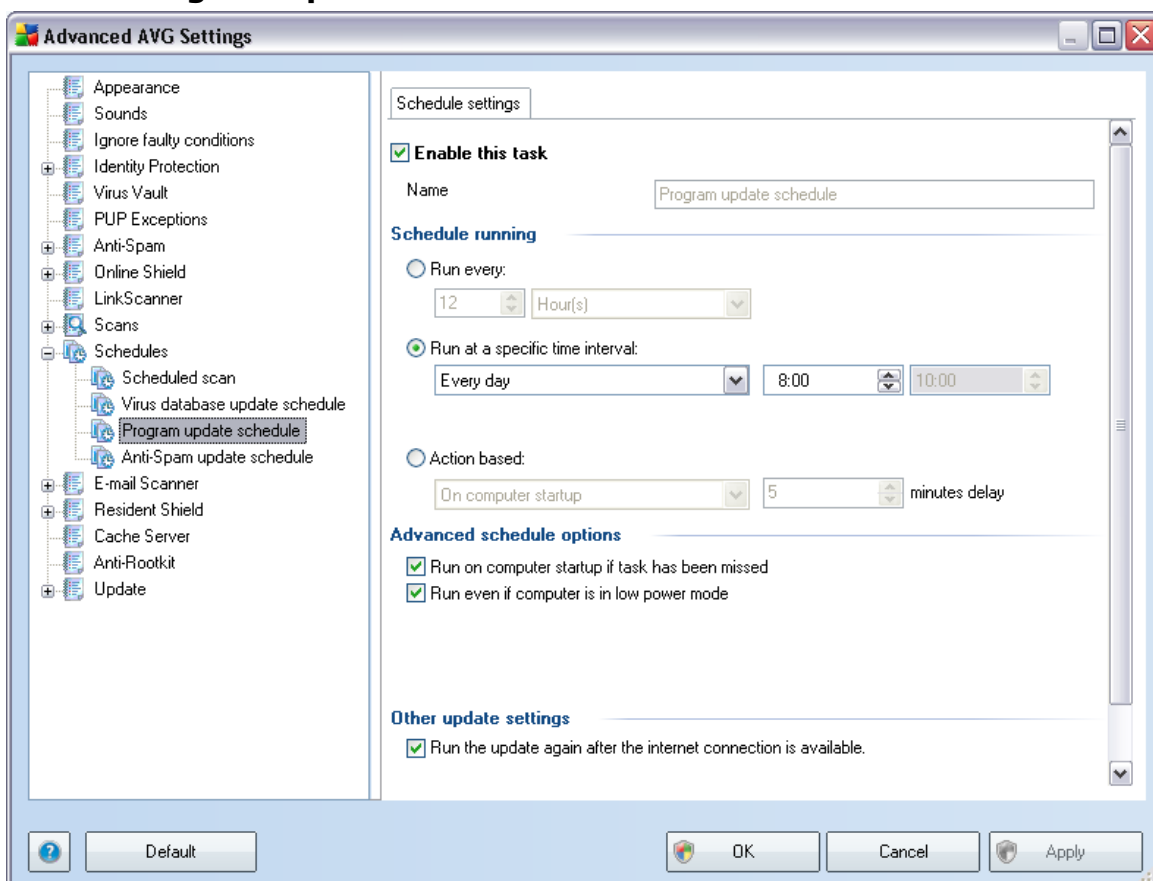 Advanced AVG Settings
Appearance
Sounds
Ignore faulty conditions
Identity Protection
Virus Vault
PUP Exceptions
Anti-Spam
Online Shield
LinkScanner
Scans
Schedules
Scheduled scan
Virus database update schedule
Program update schedule
Anti-Spam update schedule
E-mail Scanner
Resident Shield
Cache Server
Anti-Rootkit
Update
Schedule settings
Enable this task
Name Program update schedule
Schedule running
Run every:
12 Hour(s)
Run at a specific time interval:
Every day 8:00 10:00
Action based:
On computer startup 5 minutes delay
Advanced schedule options
Run on computer startup if task has been missed
Run even if computer is in low power mode
Other update settings
Run the update again after the internet connection is available.
? Default OK Cancel Apply